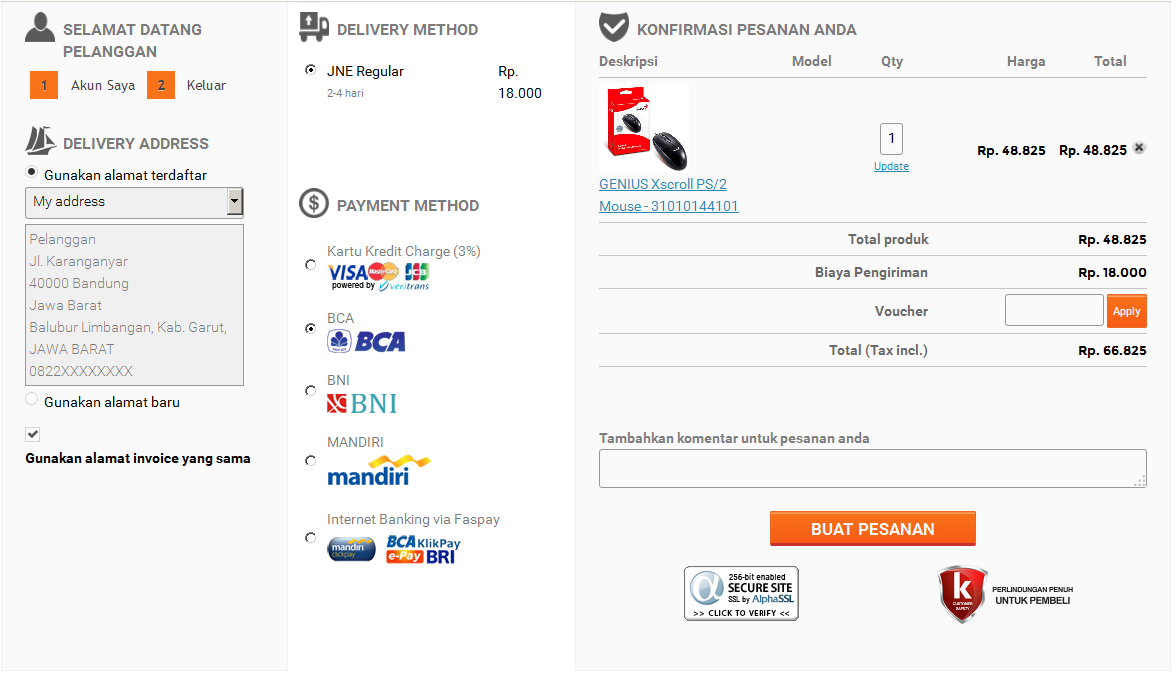 SELAMAT DATANG
PELANGGAN
1 Akun Saya 2 Keluar
DELIVERY ADDRESS
Gunakan alamat terdaftar
My address
Pelanggan
Jl. Karanganyar
40000 Bandung
Jawa Barat
Balubur Limbangan, Kab. Garut,
JAWA BARAT
0822XXXXXXXX
Gunakan alamat baru
Gunakan alamat invoice yang sama
DELIVERY METHOD
JNE Regular Rp.
2-4 hari 18.000
PAYMENT METHOD
Kartu Kredit Charge (3%)
VISA MasterCard JCB
powered by veritrans
BCA
BCA
BNI
BNI
MANDIRI
mandiri
Internet Banking via Faspay
mandiri
clickpay
BCA KlikPay
e-Pay BRI
KONFIRMASI PESANAN ANDA
Deskripsi Model Qty Harga Total
1
Rp. 48.825 Rp. 48.825
Update
GENIUS Xscroll PS/2
Mouse - 31010144101
Total produk Rp. 48.825
Biaya Pengiriman Rp. 18.000
Voucher Apply
Total (Tax incl.) Rp. 66.825
Tambahkan komentar untuk pesanan anda
BUAT PESANAN
256-bit enabled
SECURE SITE
SSL by AlphaSSL
>> CLICK TO VERIFY <<
k
CUSTOMER
SAFETY
PERLINDUNGAN PENUH
UNTUK PEMBELI